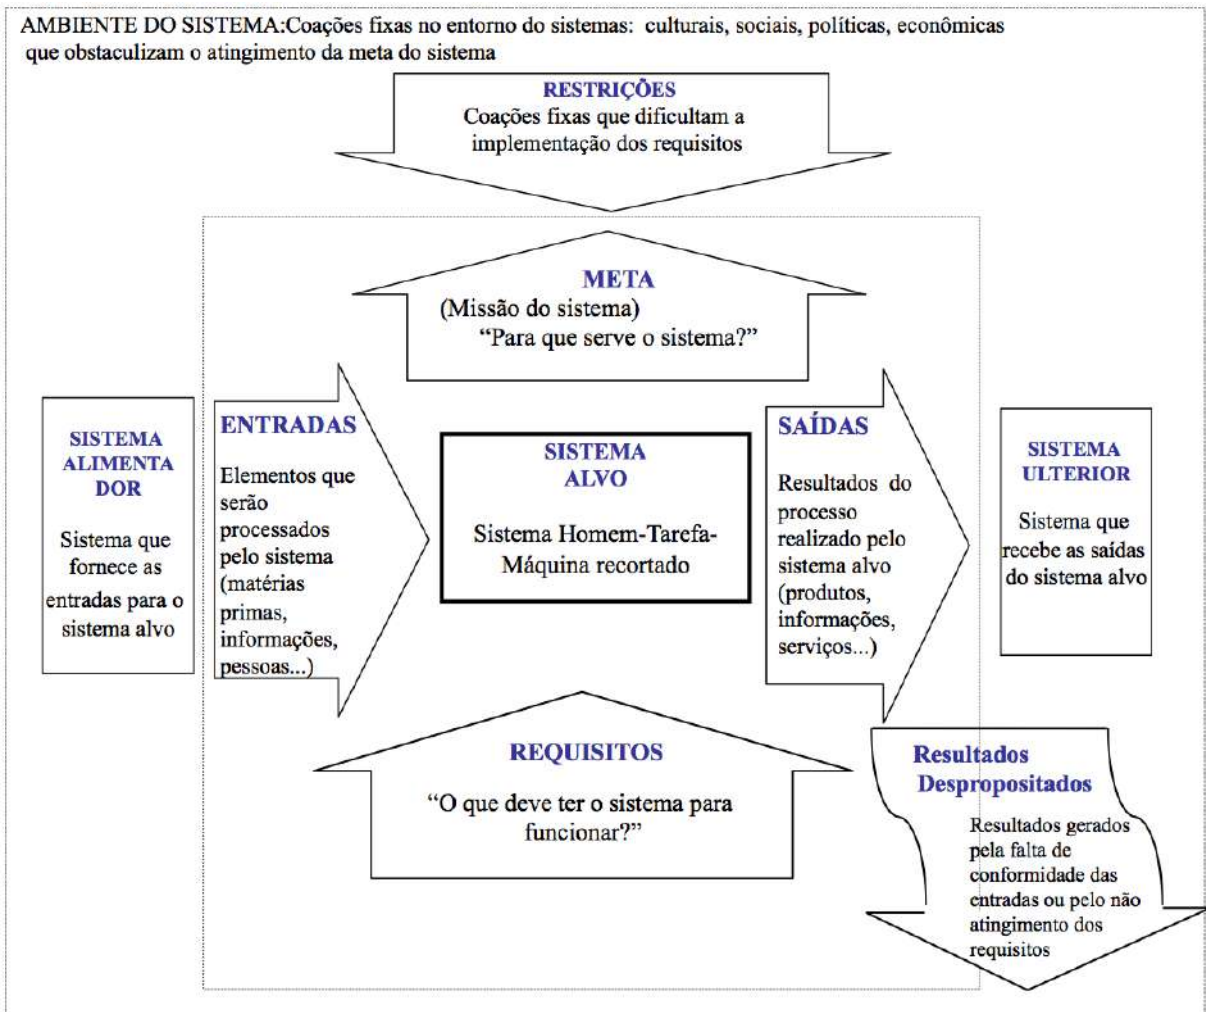 AMBIENTE DO SISTEMA:Coações fixas no entorno do sistemas: culturais, sociais, políticas, econômicas
que obstaculizam o atingimento da meta do sistema
RESTRIÇÕES
Coações fixas que dificultam a
implementação dos requisitos
META
(Missão do sistema)
“Para que serve o sistema?”
SISTEMA
ALIMENTA
DOR
Sistema que
fornece as
entradas para o
sistema alvo
ENTRADAS
Elementos que
serão
processados
pelo sistema
(matérias
primas,
informações,
pessoas...)
SISTEMA
ALVO
Sistema Homem-Tarefa-
Máquina recortado
SAÍDAS
Resultados do
processo
realizado pelo
sistema alvo
(produtos,
informações,
serviços...)
SISTEMA
ULTERIOR
Sistema que
recebe as saídas
do sistema alvo
REQUISITOS
“O que deve ter o sistema para
funcionar?”
Resultados
Despropositados
Resultados gerados
pela falta de
conformidade das
entradas ou pelo não
atingimento dos
requisitos